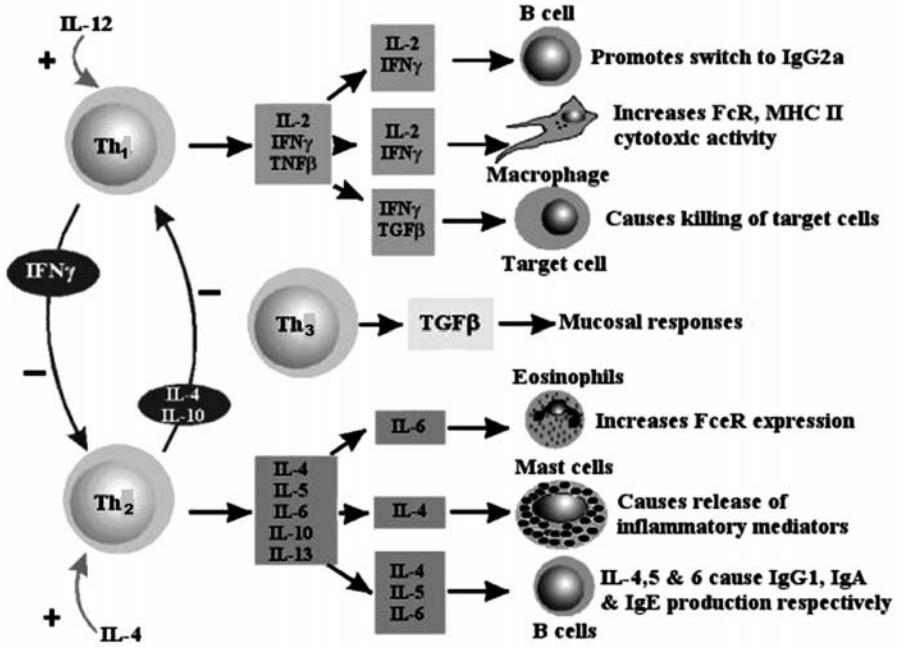 IL-12
+
Th1
IL-2
IFNγ
TNFβ
IL-2
IFNγ
B cell
Promotes switch to IgG2a
IL-2
IFNγ
Macrophage
Increases FcR, MHC II
cytotoxic activity
IFNγ
TGFβ
Target cell
Causes killing of target cells
IFNγ
–
–
IL-4
IL-10
Th3
TGFβ
Mucosal responses
Th2
+
IL-4
IL-4
IL-5
IL-6
IL-10
IL-13
IL-6
Eosinophils
Increases FceR expression
IL-4
Mast cells
Causes release of
inflammatory mediators
IL-4
IL-5
IL-6
B cells
IL-4,5 & 6 cause IgG1, IgA
& IgE production respectively